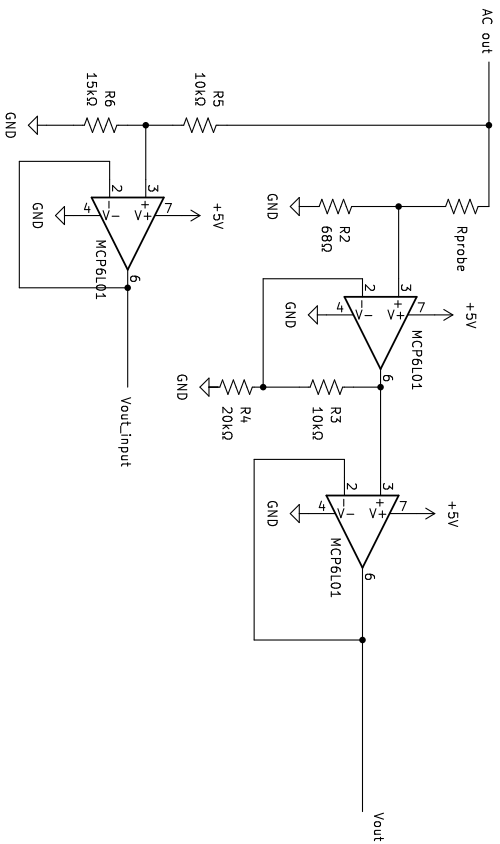 AC out
Rprobe
R2
68Ω
GND
3
2
+
−
V+
V−
7
4
6
+5V
GND
MCP6L01
R3
10kΩ
R4
20kΩ
GND
3
2
+
−
V+
V−
7
4
6
+5V
GND
MCP6L01
Vout
R5
10kΩ
R6
15kΩ
GND
3
2
+
−
V+
V−
7
4
6
+5V
GND
MCP6L01
Vout_input